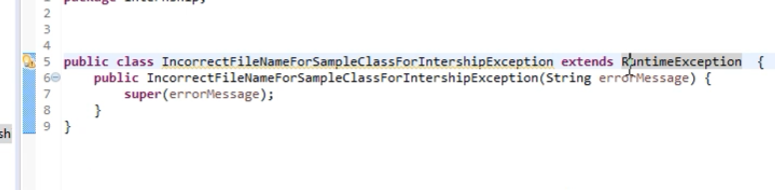 2
3
4
5 public class IncorrectFileNameForSampleClassForIntershipException extends RuntimeException {
6 public IncorrectFileNameForSampleClassForIntershipException(String errorMessage) {
7 super(errorMessage);
8 }
9 }
sh